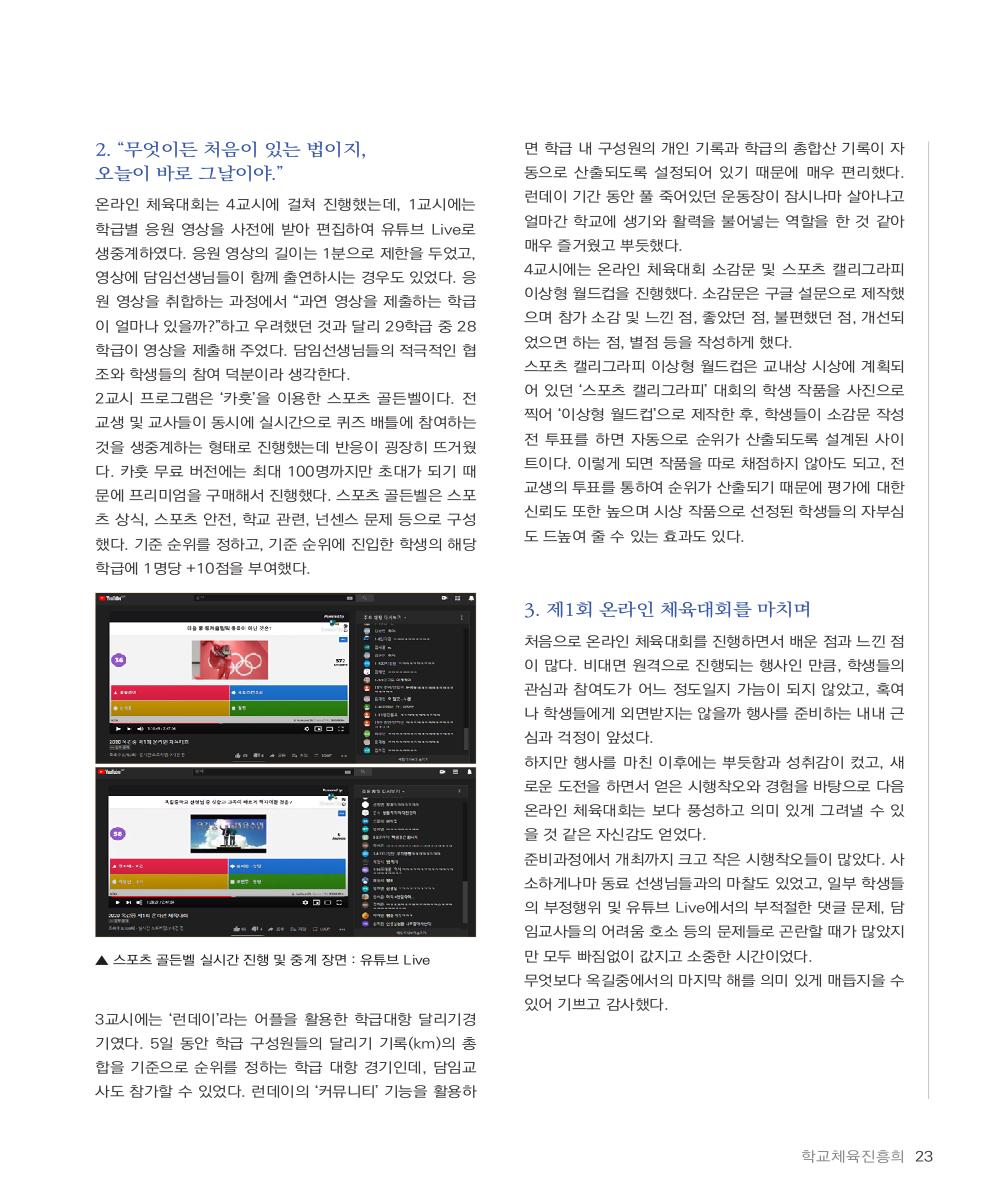 2. “무엇이든 처음이 있는 법이지,
오늘이 바로 그날이야.”
온라인 체육대회는 4교시에 걸쳐 진행했는데, 1교시에는
학급별 응원 영상을 사전에 받아 편집하여 유튜브 Live로
생중계하였다. 응원 영상의 길이는 1분으로 제한을 두었고,
영상에 담임선생님들이 함께 출연하시는 경우도 있었다. 응
원 영상을 취합하는 과정에서 “과연 영상을 제출하는 학급
이 얼마나 있을까?”하고 우려했던 것과 달리 29학급 중 28
학급이 영상을 제출해 주었다. 담임선생님들의 적극적인 협
조와 학생들의 참여 덕분이라 생각한다.
2교시 프로그램은 ‘카훗’을 이용한 스포츠 골든벨이다. 전
교생 및 교사들이 동시에 실시간으로 퀴즈 배틀에 참여하는
것을 생중계하는 형태로 진행했는데 반응이 굉장히 뜨거웠
다. 카훗 무료 버전에는 최대 100명까지만 초대가 되기 때
문에 프리미엄을 구매해서 진행했다. 스포츠 골든벨은 스포
츠 상식, 스포츠 안전, 학교 관련, 넌센스 문제 등으로 구성
했다. 기준 순위를 정하고, 기준 순위에 진입한 학생의 해당
학급에 1명당 +10점을 부여했다.
YouTube
다음 중 동계올림픽 종목이 아닌 것은?
YouTube
58
2020 옥길중 제1회 온라인 체육대회
▲ 스포츠 골든벨 실시간 진행 및 중계 장면 : 유튜브 Live
3교시에는 ‘런데이’라는 어플을 활용한 학급대항 달리기경
기였다. 5일 동안 학급 구성원들의 달리기 기록(km)의 총
합을 기준으로 순위를 정하는 학급 대항 경기인데, 담임교
사도 참가할 수 있었다. 런데이의 ‘커뮤니티’ 기능을 활용하
면 학급 내 구성원의 개인 기록과 학급의 총합산 기록이 자
동으로 산출되도록 설정되어 있기 때문에 매우 편리했다.
런데이 기간 동안 풀 죽어있던 운동장이 잠시나마 살아나고
얼마간 학교에 생기와 활력을 불어넣는 역할을 한 것 같아
매우 즐거웠고 뿌듯했다.
4교시에는 온라인 체육대회 소감문 및 스포츠 캘리그라피
이상형 월드컵을 진행했다. 소감문은 구글 설문으로 제작했
으며 참가 소감 및 느낀 점, 좋았던 점, 불편했던 점, 개선되
었으면 하는 점, 별점 등을 작성하게 했다.
스포츠 캘리그라피 이상형 월드컵은 교내상 시상에 계획되
어 있던 ‘스포츠 캘리그라피’ 대회의 학생 작품을 사진으로
찍어 ‘이상형 월드컵’으로 제작한 후, 학생들이 소감문 작성
전 투표를 하면 자동으로 순위가 산출되도록 설계된 사이
트이다. 이렇게 되면 작품을 따로 채점하지 않아도 되고, 전
교생의 투표를 통하여 순위가 산출되기 때문에 평가에 대한
신뢰도 또한 높으며 시상 작품으로 선정된 학생들의 자부심
도 드높여 줄 수 있는 효과도 있다.
3. 제1회 온라인 체육대회를 마치며
처음으로 온라인 체육대회를 진행하면서 배운 점과 느낀 점
이 많다. 비대면 원격으로 진행되는 행사인 만큼, 학생들의
관심과 참여도가 어느 정도일지 가늠이 되지 않았고, 혹여
나 학생들에게 외면받지는 않을까 행사를 준비하는 내내 근
심과 걱정이 앞섰다.
하지만 행사를 마친 이후에는 뿌듯함과 성취감이 컸고, 새
로운 도전을 하면서 얻은 시행착오와 경험을 바탕으로 다음
온라인 체육대회는 보다 풍성하고 의미 있게 그려낼 수 있
을 것 같은 자신감도 얻었다.
준비과정에서 개최까지 크고 작은 시행착오들이 많았다. 사
소하게나마 동료 선생님들과의 마찰도 있었고, 일부 학생들
의 부정행위 및 유튜브 Live에서의 부적절한 댓글 문제, 담
임교사들의 어려움 호소 등의 문제들로 곤란할 때가 많았지
만 모두 빠짐없이 값지고 소중한 시간이었다.
무엇보다 옥길중에서의 마지막 해를 의미 있게 매듭지을 수
있어 기쁘고 감사했다.
학교체육진흥회 23